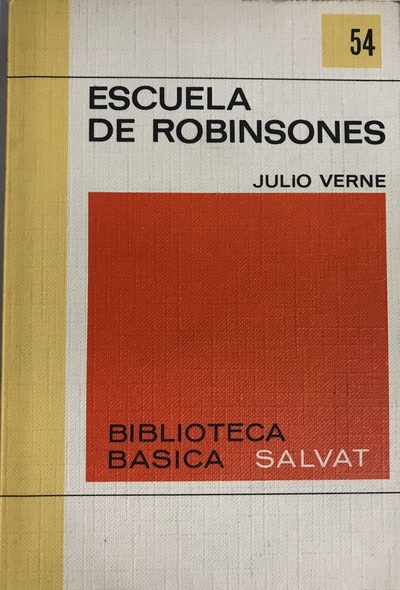 54
ESCUELA
DE ROBINSONES
JULIO VERNE
BIBLIOTECA
BASICA SALVAT